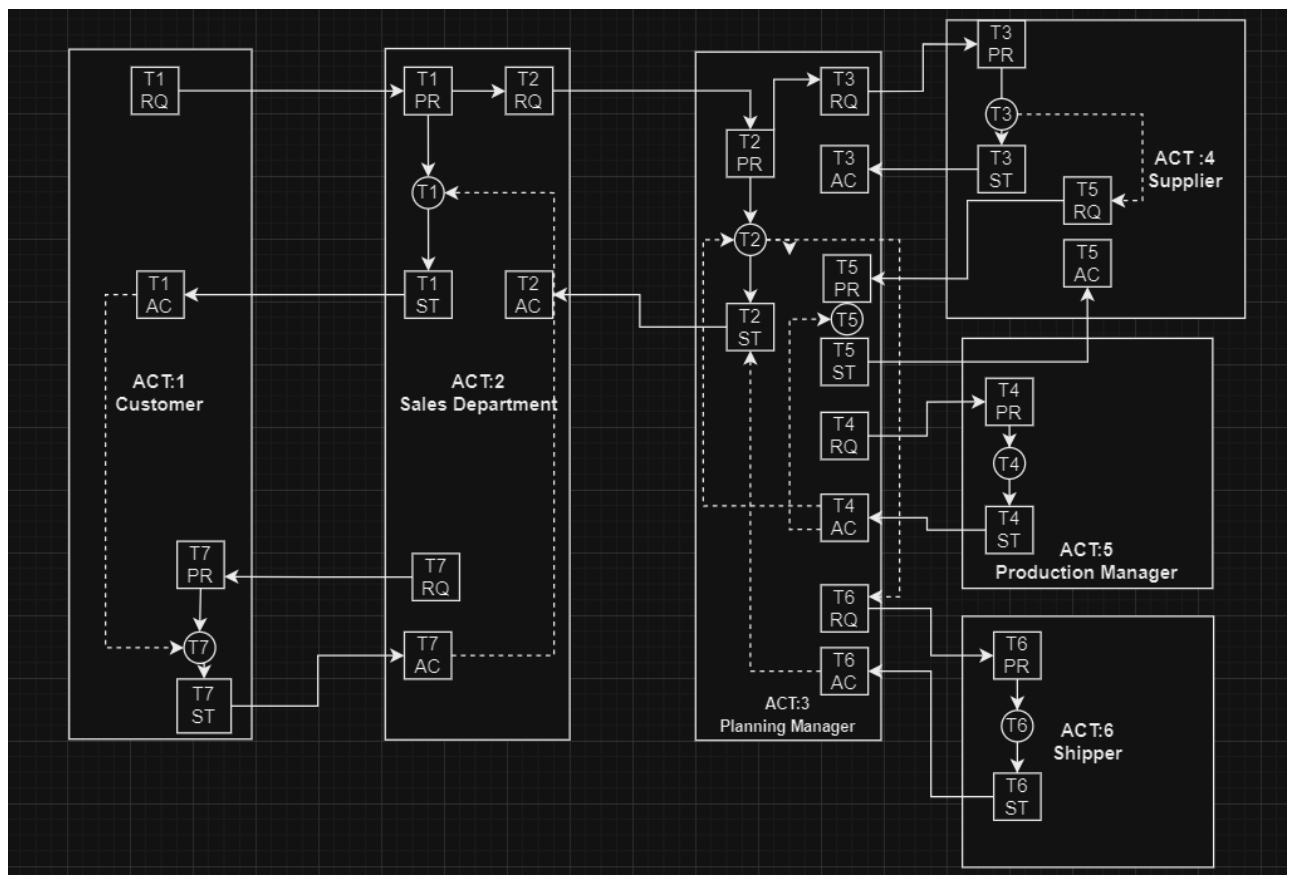 T1
RQ
T1
AC
ACT:1
Customer
T7
PR
T7
T7
ST
T1
PR
T2
RQ
T1
T1
ST
T2
AC
ACT:2
Sales Department
T7
RQ
T7
AC
T3
RQ
T2
PR
T3
AC
T2
T5
PR
T2
ST
T5
T5
ST
T4
RQ
T4
AC
T6
RQ
T6
AC
ACT:3
Planning Manager
T3
PR
T3
T3
ST
ACT :4
Supplier
T5
RQ
T5
AC
T4
PR
T4
T4
ST
ACT:5
Production Manager
T6
PR
T6
ACT:6
Shipper
T6
ST